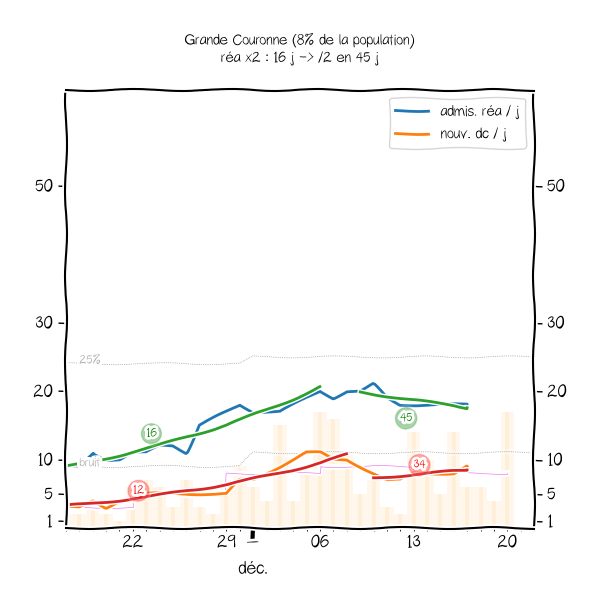 Grande Couronne (8% de la population)
réa x2 : 16 j -> /2 en 45 j
admis. réa / j
nouv. dc / j
50 50
30 30
25%
20 20
16
45
10 10
bruit
34
12
5 5
1 1
22 29 06 13 20
déc.